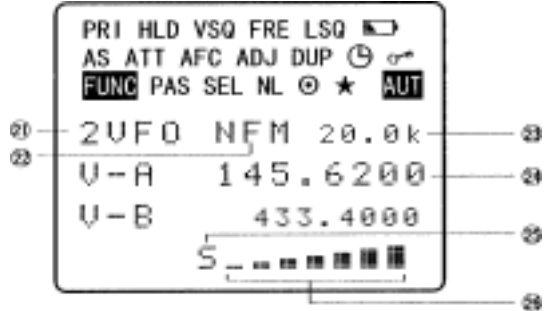 PRI HLD VSQ FRE LSQ
AS ATT AFC ADJ DUP
FUNC PAS SEL NL ⊙ ★ AUT
㉑ 2VFO NFM 20.0k ㉓
㉒
V-A 145.6200 ㉔
V-B 433.4000
㉕
S
㉖